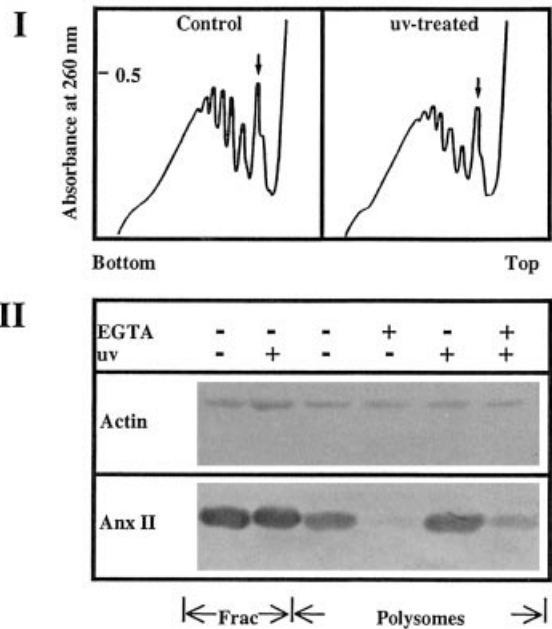 I
Control
uv-treated
Absorbance at 260 nm
0.5
Bottom
Top
II
EGTA - - - + - +
uv - + - - + +
Actin
Anx II
Frac
Polysomes